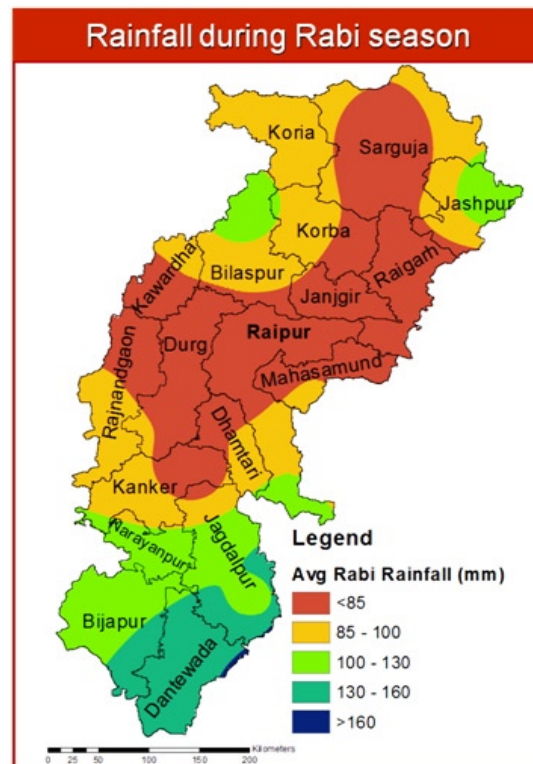 Rainfall during Rabi season
Koria
Sarguja
Jashpur
Korba
Bilaspur
Kawardha
Raigarh
Janjgir
Raipur
Durg
Mahasamund
Rajnandgaon
Dhamtari
Kanker
Narayanpur
Jagdalpur
Bijapur
Dantewada
Legend
Avg Rabi Rainfall (mm)
<85
85 - 100
100 - 130
130 - 160
>160
Kilometers
0 12.5 25 50 100 150 200